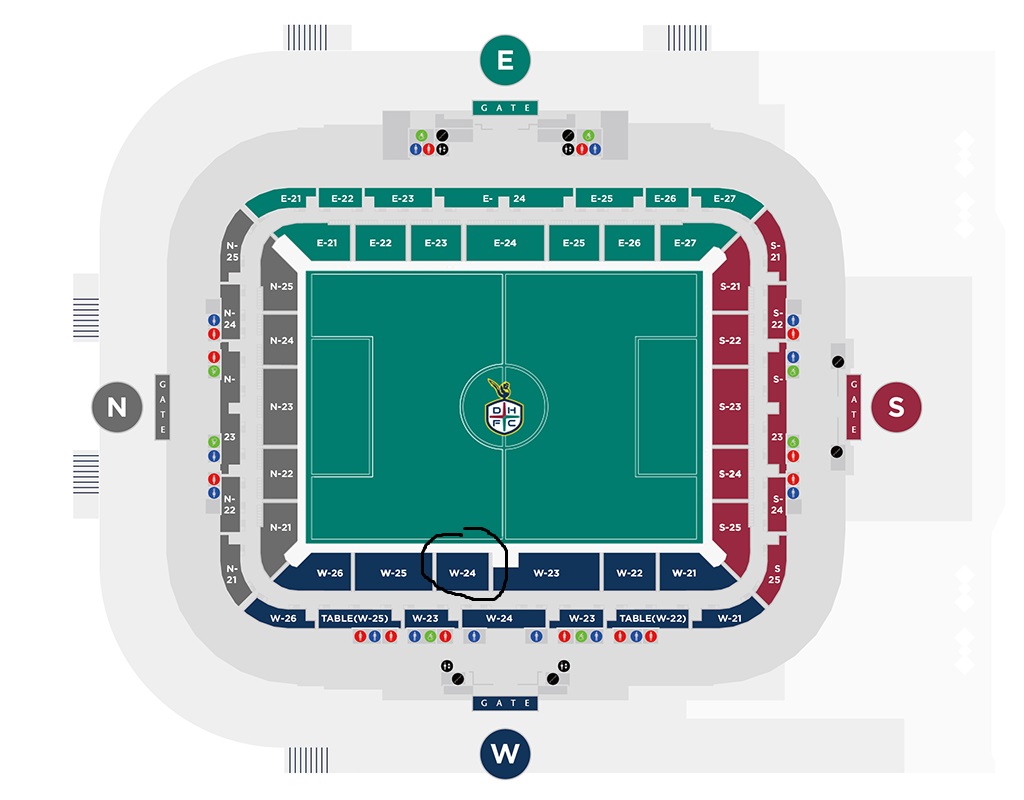 E
GATE
E-21 E-22 E-23 E- 24 E-25 E-26 E-27
E-21 E-22 E-23 E-24 E-25 E-26 E-27
N
GATE
N-
25
N-
24
N-
23
N-
22
N-
21
N-25
N-24
N-23
N-22
N-21
DH
FC
S-21
S-22
S-23
S-24
S-25
S-
21
S-
22
S-
23
S-
24
S
25
GATE
S
W-26 W-25 W-24 W-23 W-22 W-21
W-26 TABLE(W-25) W-23 W-24 W-23 TABLE(W-22) W-21
GATE
W